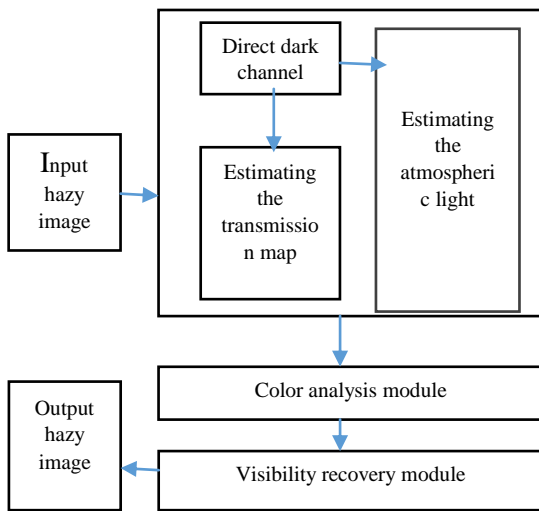 Direct dark
channel
Estimating
the
atmospheri
c light
Input
hazy
image
Estimating
the
transmissio
n map
Color analysis module
Output
hazy
image
Visibility recovery module